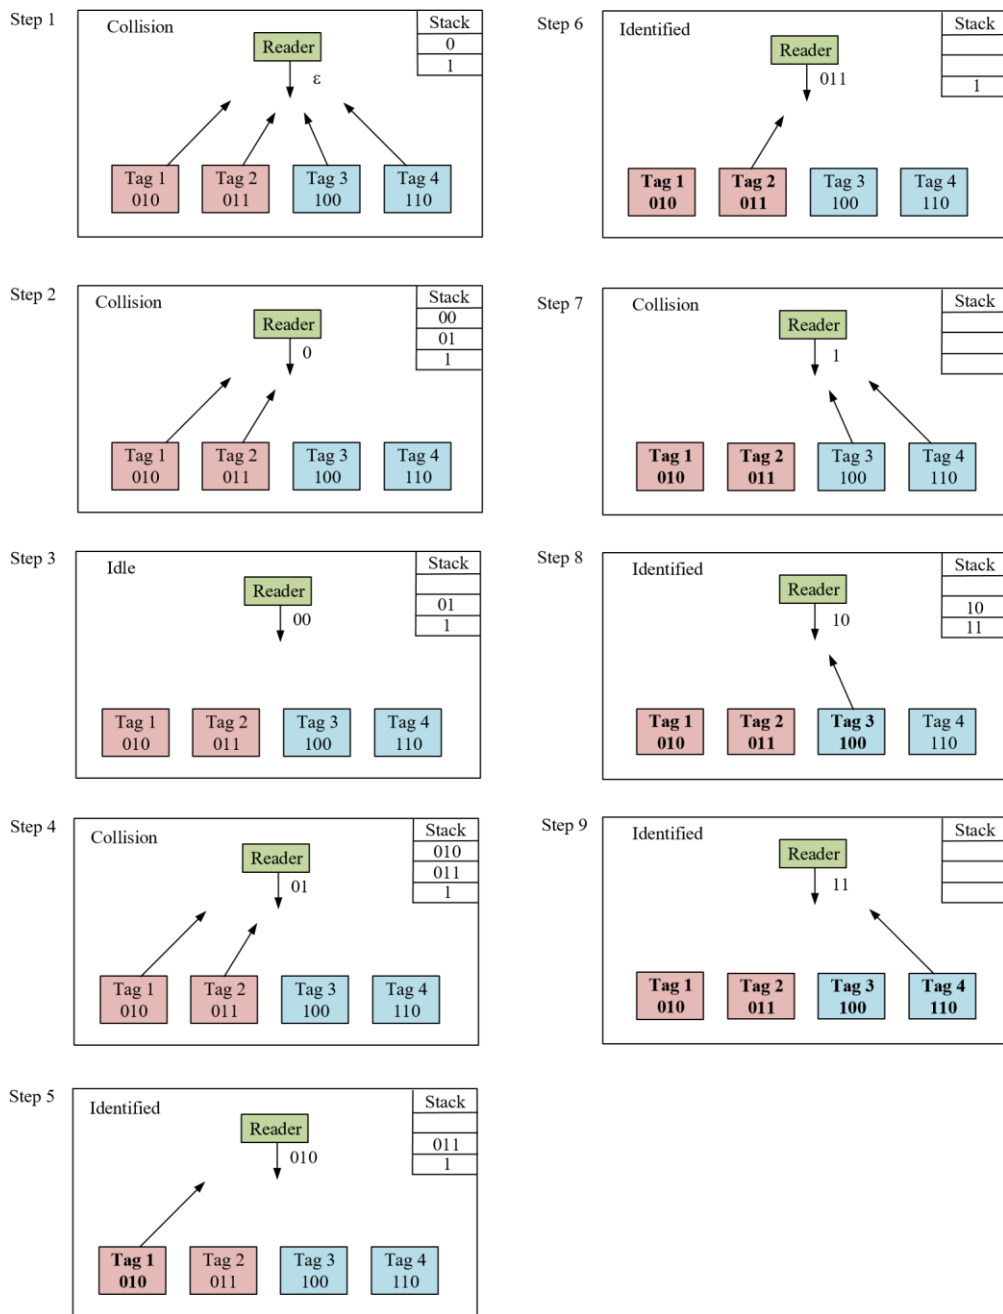 Step 1
Collision
Stack
0
1
Reader
ε
Tag 1
010
Tag 2
011
Tag 3
100
Tag 4
110
Step 2
Collision
Stack
00
01
1
Reader
0
Tag 1
010
Tag 2
011
Tag 3
100
Tag 4
110
Step 3
Idle
Stack
01
1
Reader
00
Tag 1
010
Tag 2
011
Tag 3
100
Tag 4
110
Step 4
Collision
Stack
010
011
1
Reader
01
Tag 1
010
Tag 2
011
Tag 3
100
Tag 4
110
Step 5
Identified
Stack
011
1
Reader
010
Tag 1
010
Tag 2
011
Tag 3
100
Tag 4
110
Step 6
Identified
Stack
1
Reader
011
Tag 1
010
Tag 2
011
Tag 3
100
Tag 4
110
Step 7
Collision
Stack
Reader
1
Tag 1
010
Tag 2
011
Tag 3
100
Tag 4
110
Step 8
Identified
Stack
10
11
Reader
10
Tag 1
010
Tag 2
011
Tag 3
100
Tag 4
110
Step 9
Identified
Stack
Reader
11
Tag 1
010
Tag 2
011
Tag 3
100
Tag 4
110